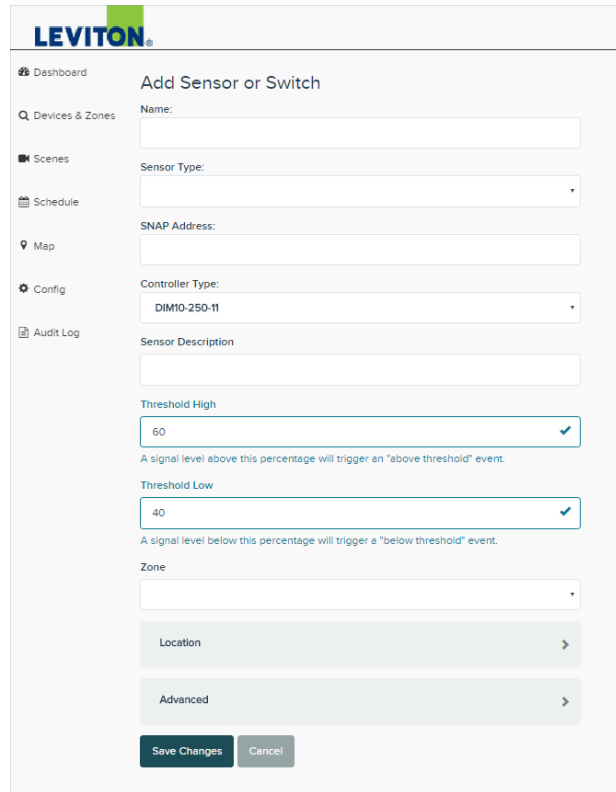 LEVITON®
Dashboard
Devices & Zones
Scenes
Schedule
Map
Config
Audit Log
Add Sensor or Switch
Name:
Sensor Type:
SNAP Address:
Controller Type:
DIM10-250-11
Sensor Description
Threshold High
60
A signal level above this percentage will trigger an "above threshold" event.
Threshold Low
40
A signal level below this percentage will trigger a "below threshold" event.
Zone
Location
Advanced
Save Changes
Cancel